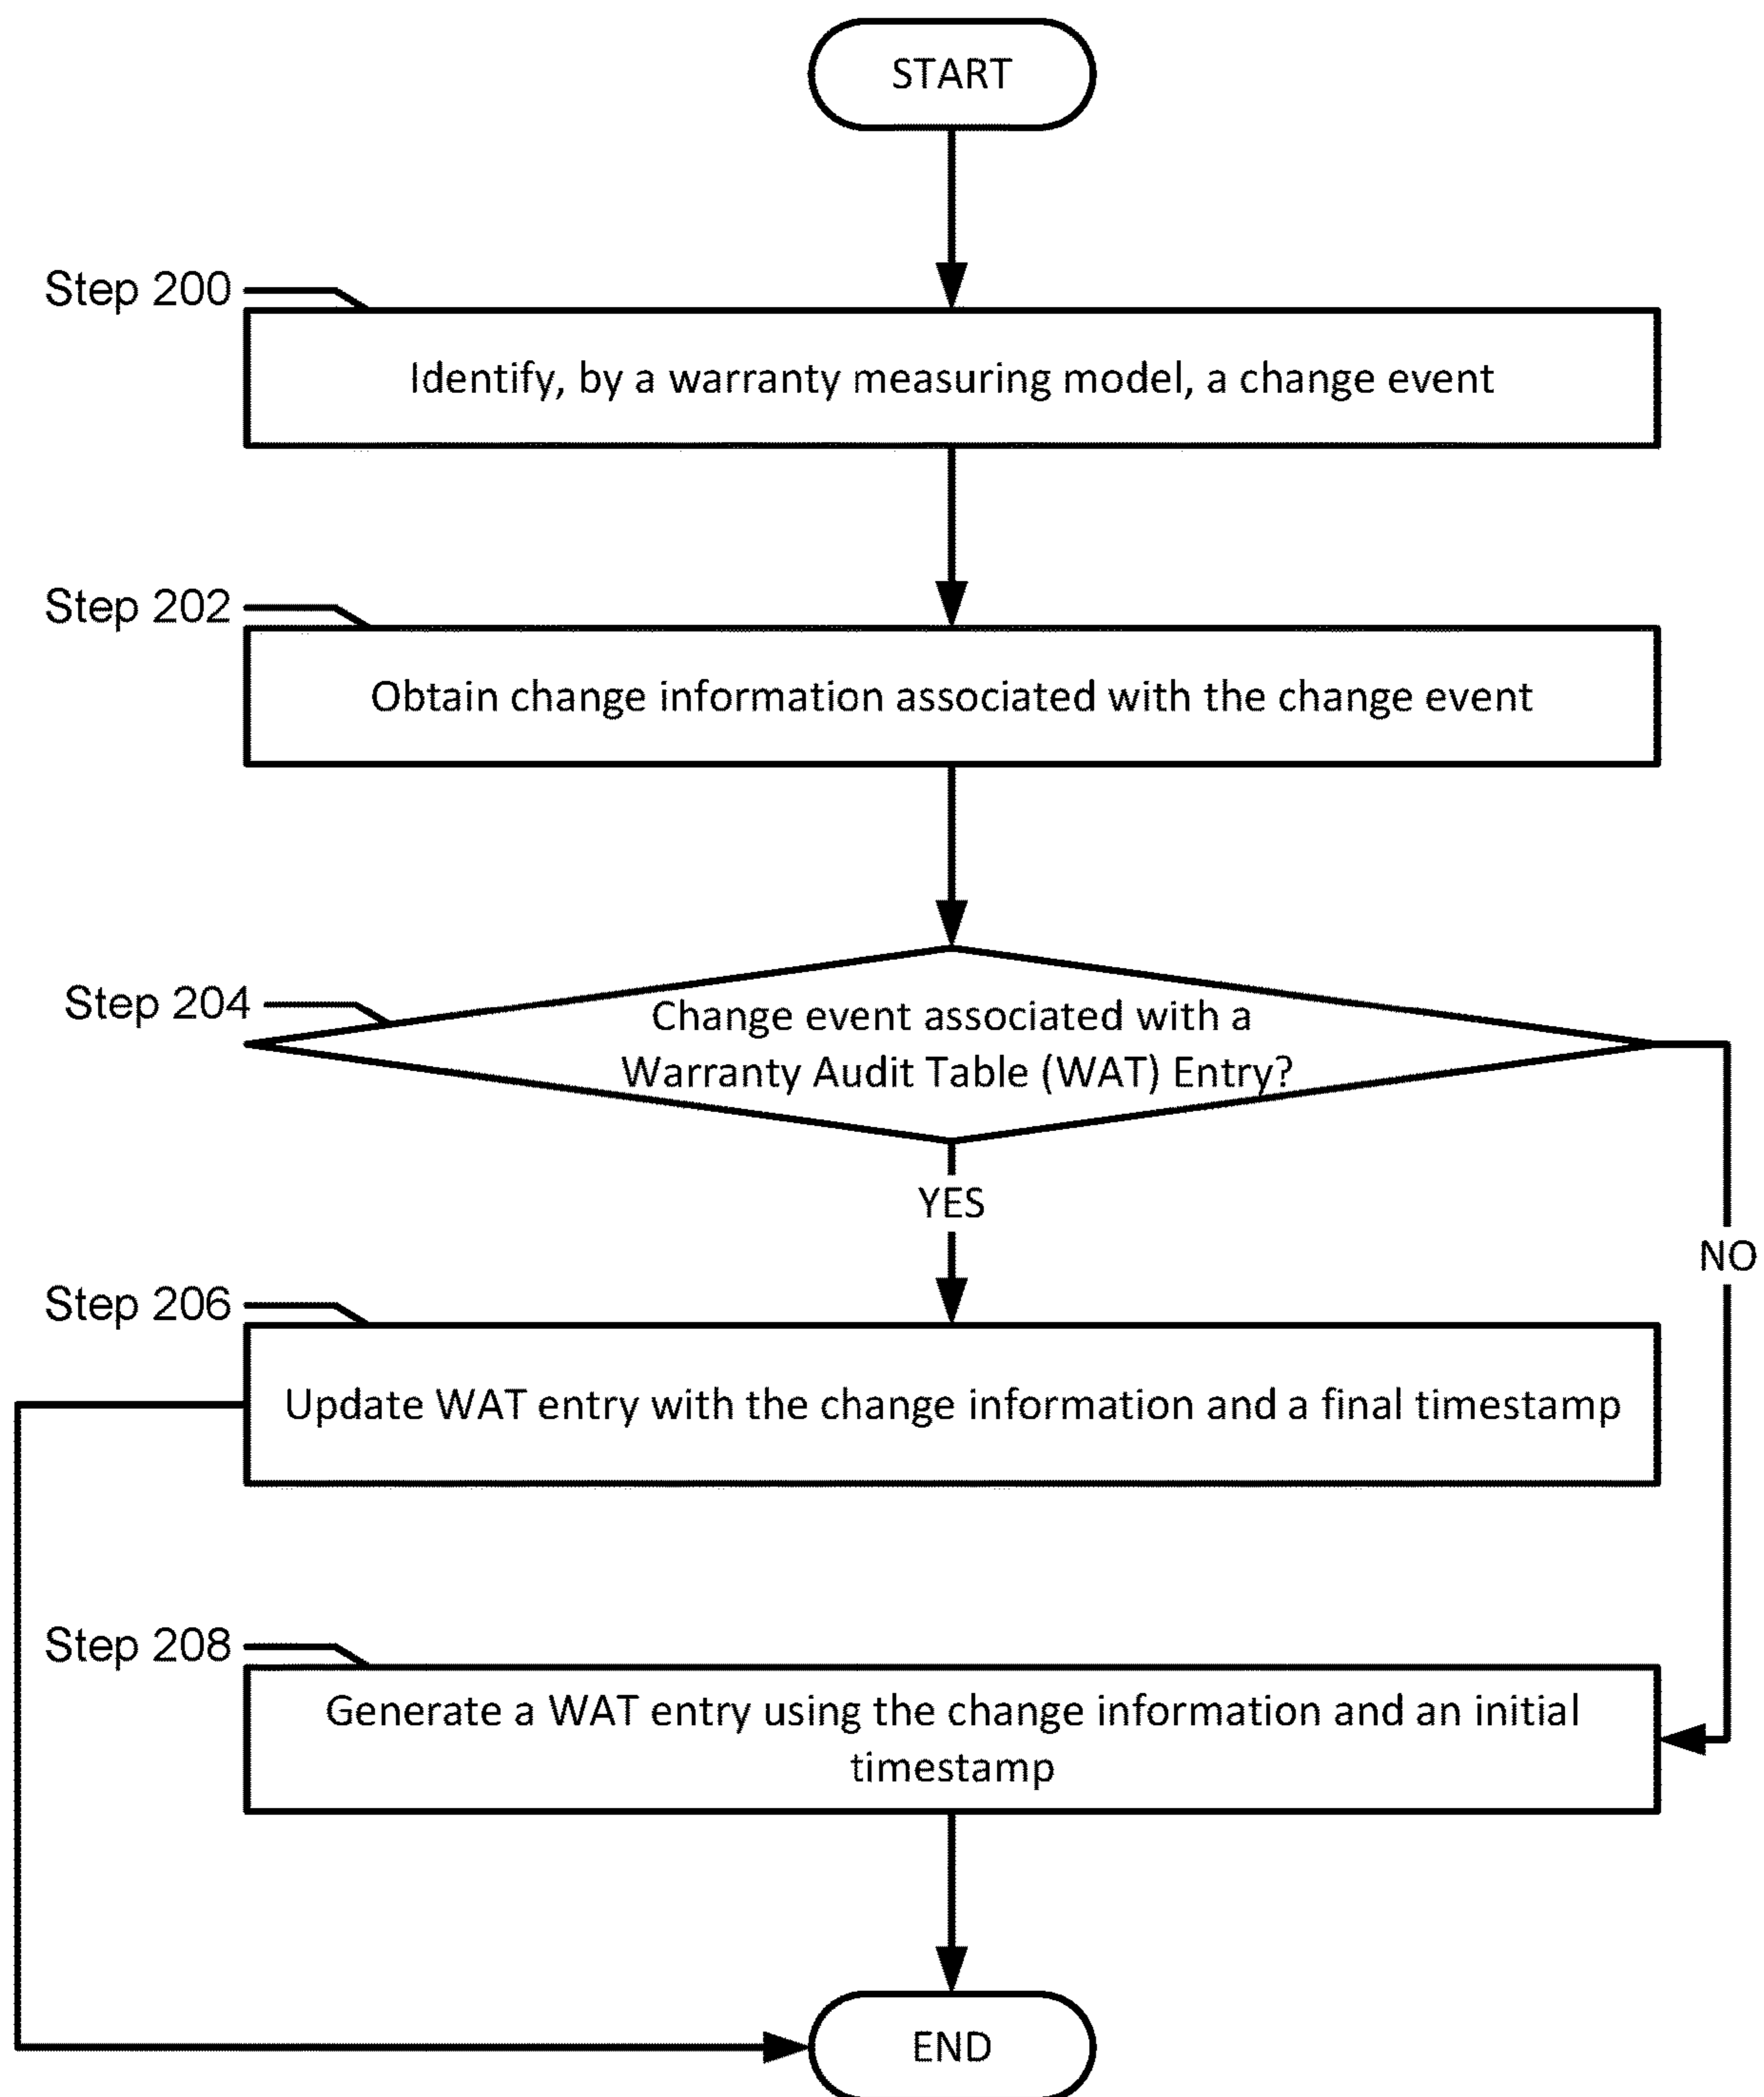 START
Step 200
Identify, by a warranty measuring model, a change event
Step 202
Obtain change information associated with the change event
Step 204
Change event associated with a
Warranty Audit Table (WAT) Entry?
YES
NO
Step 206
Update WAT entry with the change information and a final timestamp
Step 208
Generate a WAT entry using the change information and an initial
timestamp
END